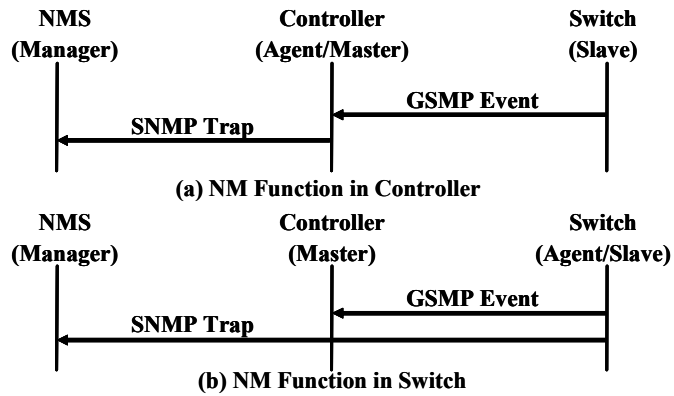 NMS Controller Switch
(Manager) (Agent/Master) (Slave)
GSMP Event
SNMP Trap
(a) NM Function in Controller
NMS Controller Switch
(Manager) (Master) (Agent/Slave)
GSMP Event
SNMP Trap
(b) NM Function in Switch